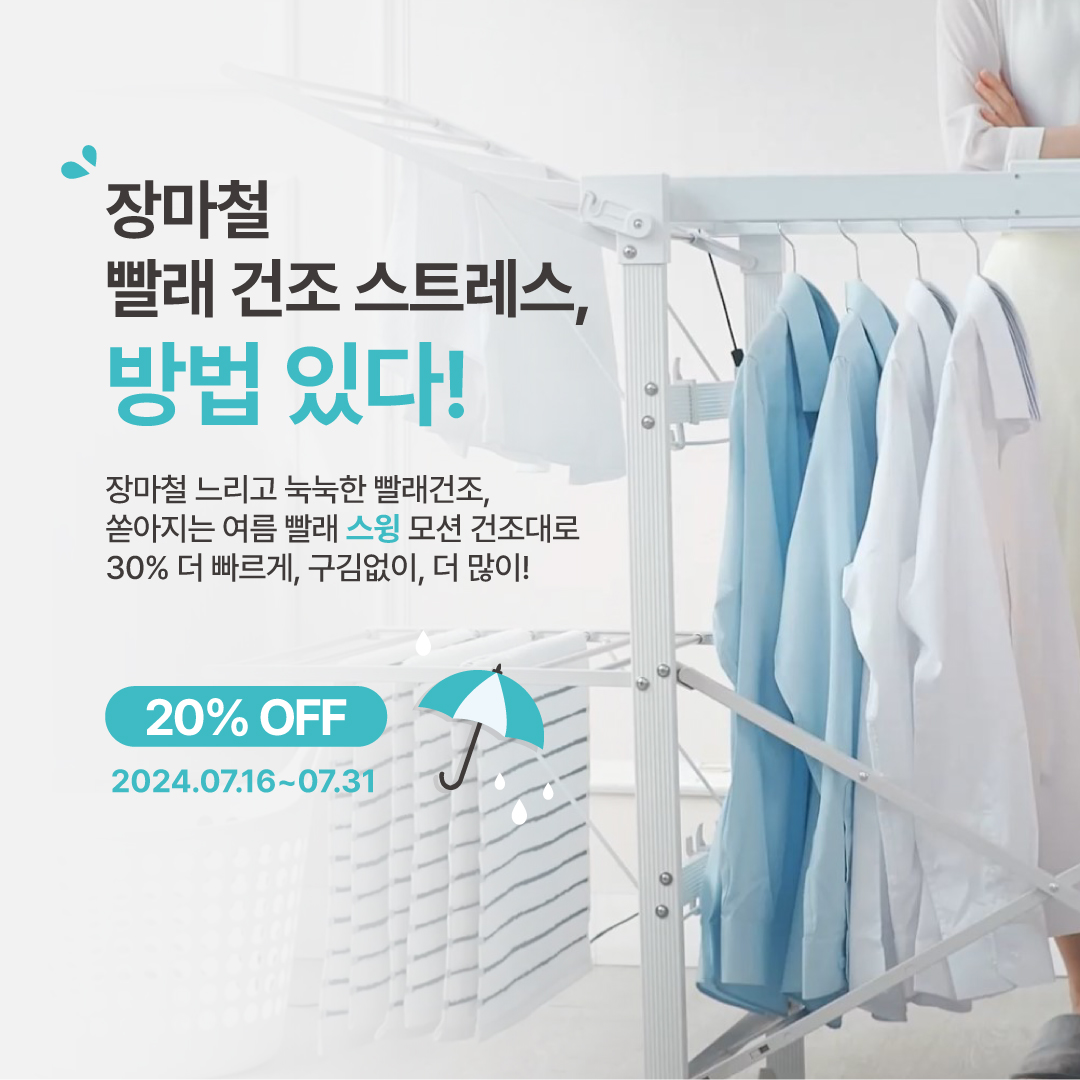 장마철
빨래 건조 스트레스,
방법 있다!
장마철 느리고 눅눅한 빨래건조,
쏟아지는 여름 빨래 스윙 모션 건조대로
30% 더 빠르게, 구김없이, 더 많이!
20% OFF
2024.07.16~07.31